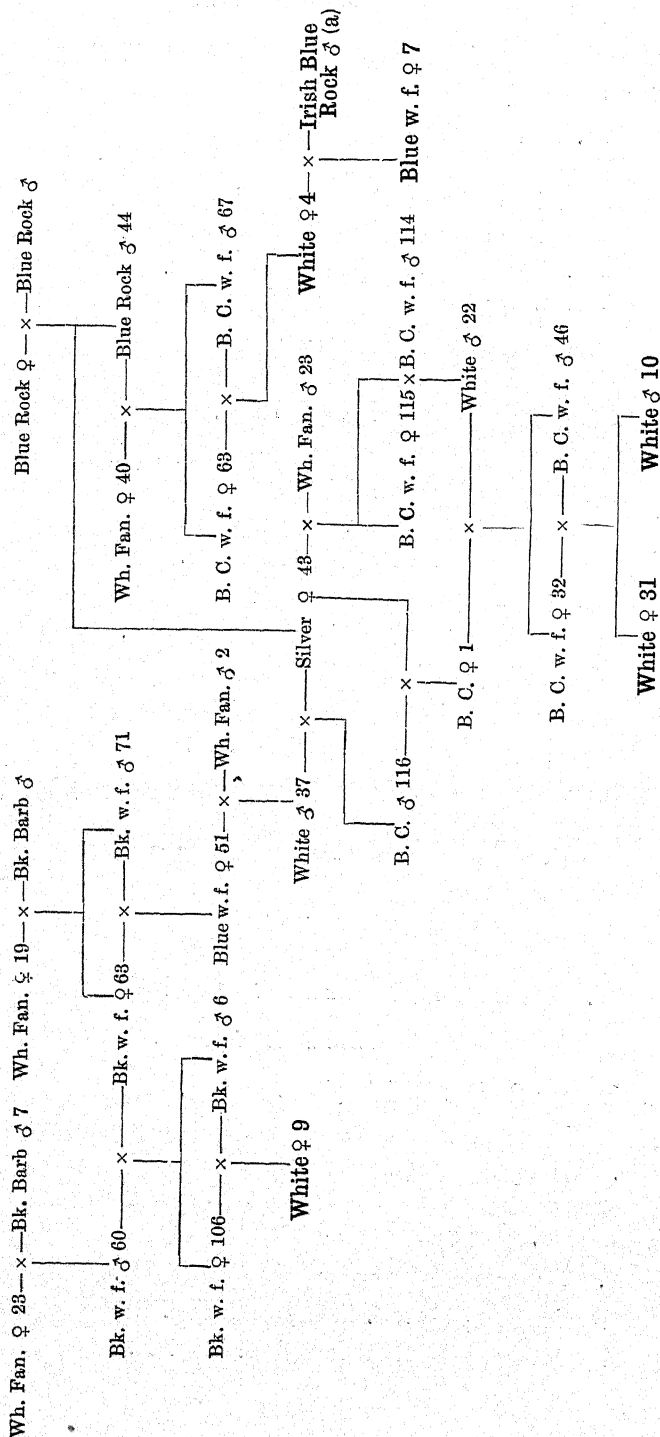 Wh. Fan. ♀ 23—×—Bk. Barb ♂ 7 Wh. Fan. ♀ 19—×—Bk. Barb ♂ Blue Rock ♀—×—Blue Rock ♂
Bk. w. f. ♂ 60——×——Bk. w. f. ♀ 63——×——Bk. w. f. ♂ 71 Wh. Fan. ♀ 40——×——Blue Rock ♂ 44
Bk. w. f. ♀ 106——×——Bk. w. f. ♂ 6 Blue w. f. ♀ 51—×—Wh. Fan. ♂ 2 B. C. w. f. ♀ 63——×——B. C. w. f. ♂ 67
White ♀ 9 White ♂ 37——×——Silver ♀ 43—×—Wh. Fan. ♂ 23 White ♀ 4—×—Irish Blue
Rock ♂ (a)
B. C. ♂ 116——×—— B. C. w. f. ♀ 115×B. C. w. f. ♂ 114 Blue w. f. ♀ 7
B. C. ♀ 1——×——White ♂ 22
B. C. w. f. ♀ 32——×——B. C. w. f. ♂ 46
White ♀ 31 White ♂ 10